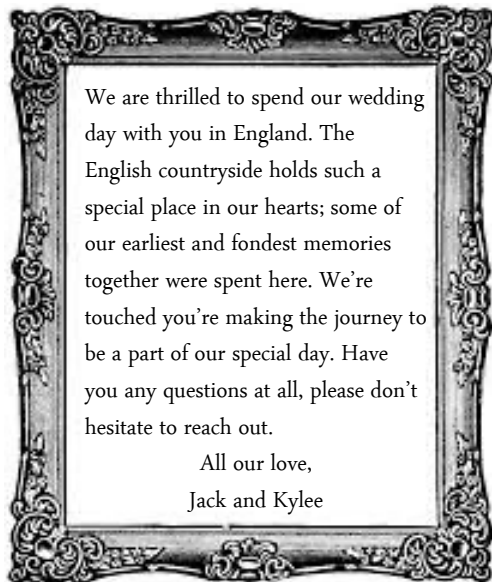 We are thrilled to spend our wedding
day with you in England. The
English countryside holds such a
special place in our hearts; some of
our earliest and fondest memories
together were spent here. We’re
touched you’re making the journey to
be a part of our special day. Have
you any questions at all, please don’t
hesitate to reach out.
All our love,
Jack and Kylee